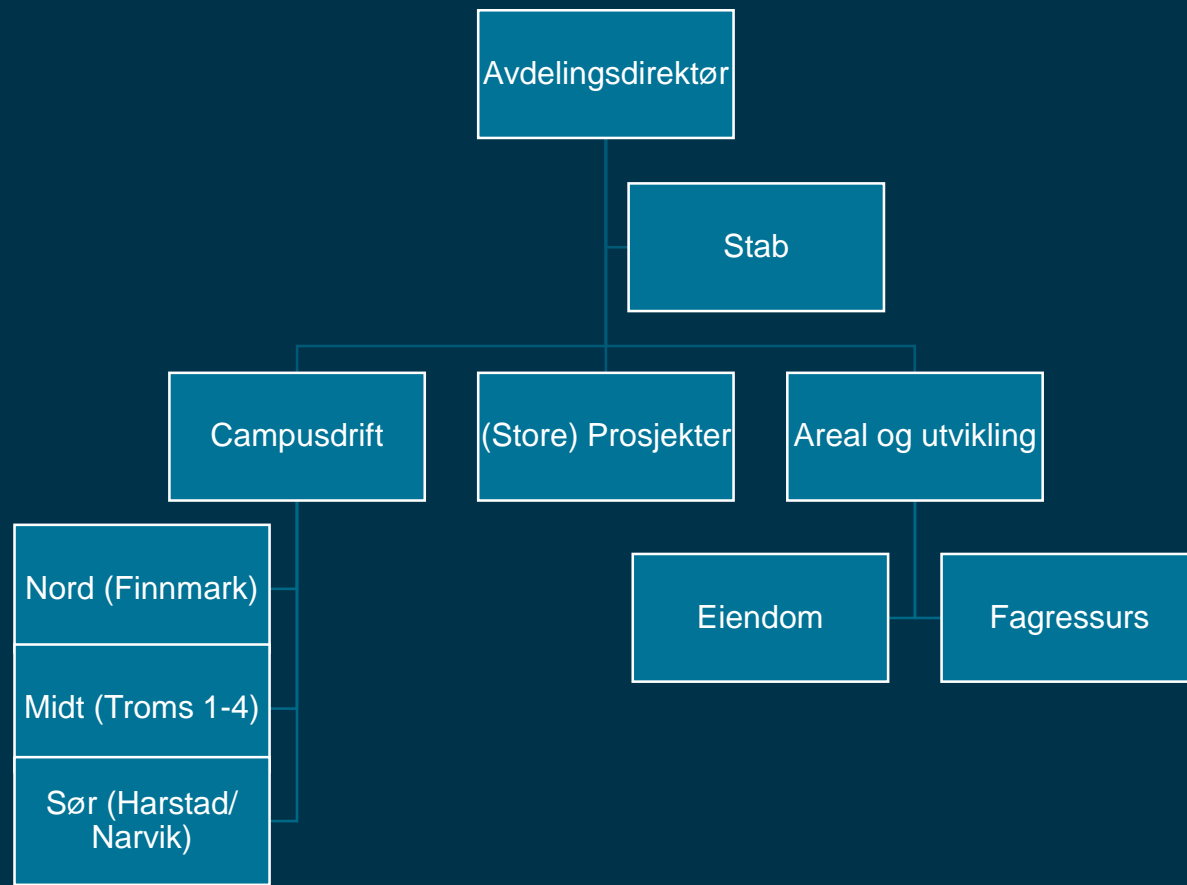 Avdelingsdirektør
Stab
Campusdrift
(Store) Prosjekter
Areal og utvikling
Nord (Finnmark)
Midt (Troms 1-4)
Sør (Harstad/
Narvik)
Eiendom
Fagressurs